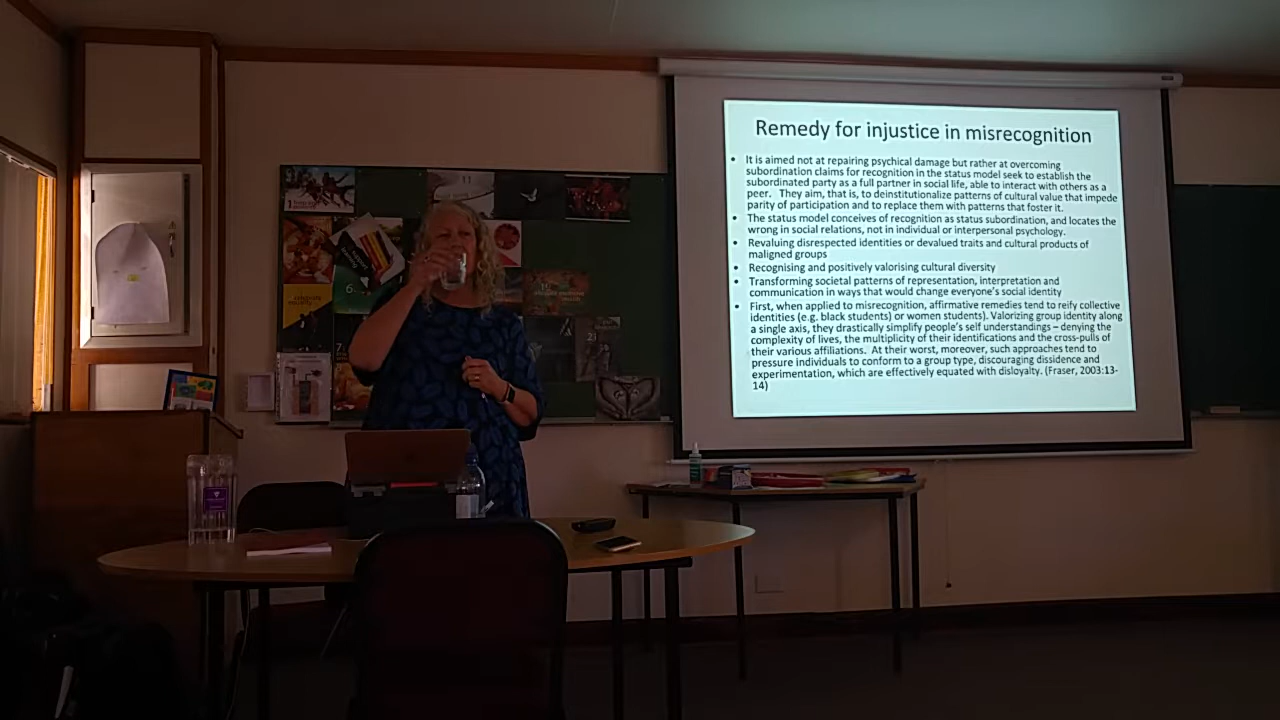 Remedy for injustice in misrecognition
• It is aimed not at repairing psychical damage but rather at overcoming
subordination claims for recognition in the status model seek to establish the
subordinated party as a full partner in social life, able to interact with others as a
peer. They aim, that is, to deinstitutionalize patterns of cultural value that impede
parity of participation and to replace them with patterns that foster it.
• The status model conceives of recognition as status subordination, and locates the
wrong in social relations, not in individual or interpersonal psychology.
• Revaluing disrespected identities or devalued traits and cultural products of
maligned groups
• Recognising and positively valorising cultural diversity
• Transforming societal patterns of representation, interpretation and
communication in ways that would change everyone's social identity
• First, when applied to misrecognition, affirmative remedies tend to reify collective
identities (e.g. black students) or women students). Valorizing group identity along
a single axis, they drastically simplify people's self understandings – denying the
complexity of lives, the multiplicity of their identifications and the cross-pulls of
their various affiliations. At their worst, moreover, such approaches tend to
pressure individuals to conform to a group type, discouraging dissidence and
experimentation, which are effectively equated with disloyalty. (Fraser, 2003:13-
14)
11
1
6
7